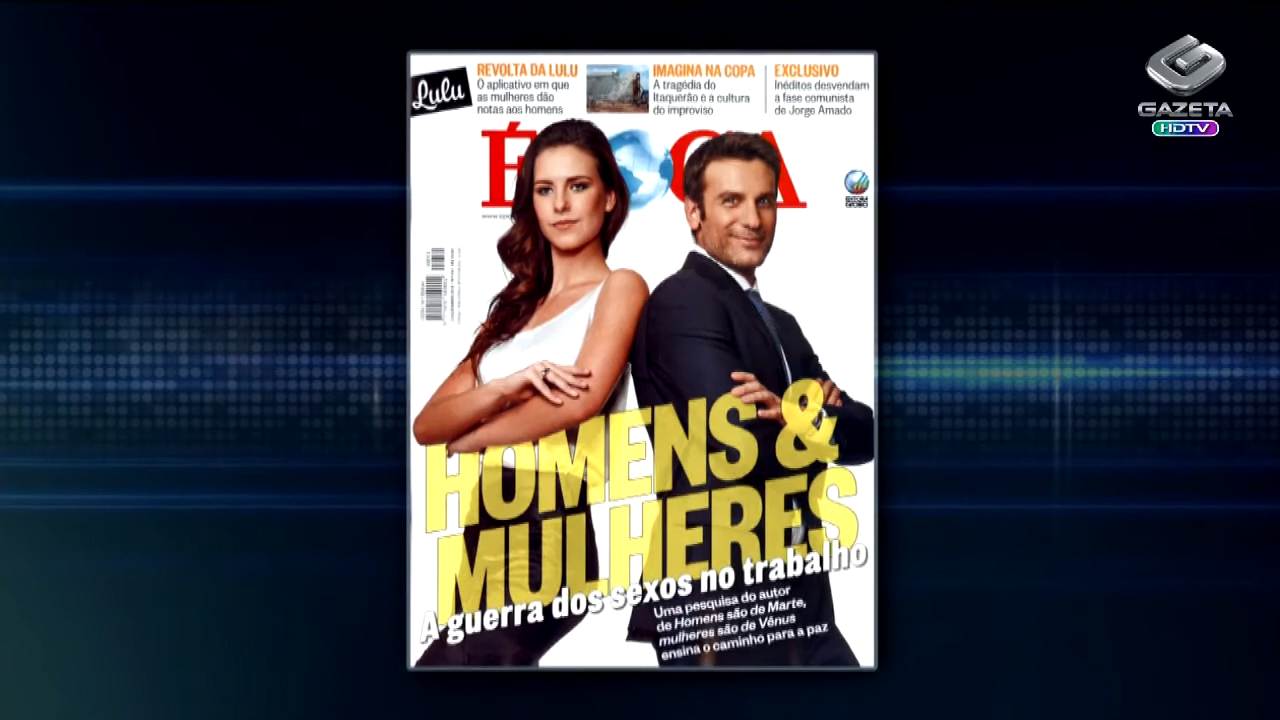 Lulu
REVOLTA DA LULU
O aplicativo em que
as mulheres dão
notas aos homens
IMAGINA NA COPA
A tragédia do
Itaquerão e a cultura
do improviso
EXCLUSIVO
Inéditos desvendam
a fase comunista
de Jorge Amado
GAZETA
HDTV
ÉPOCA
EDITORA
GLOBO
HOMENS &
MULHERES
A guerra dos sexos no trabalho
Uma pesquisa do autor
de Homens são de Marte,
mulheres são de Vênus
ensina o caminho para a paz